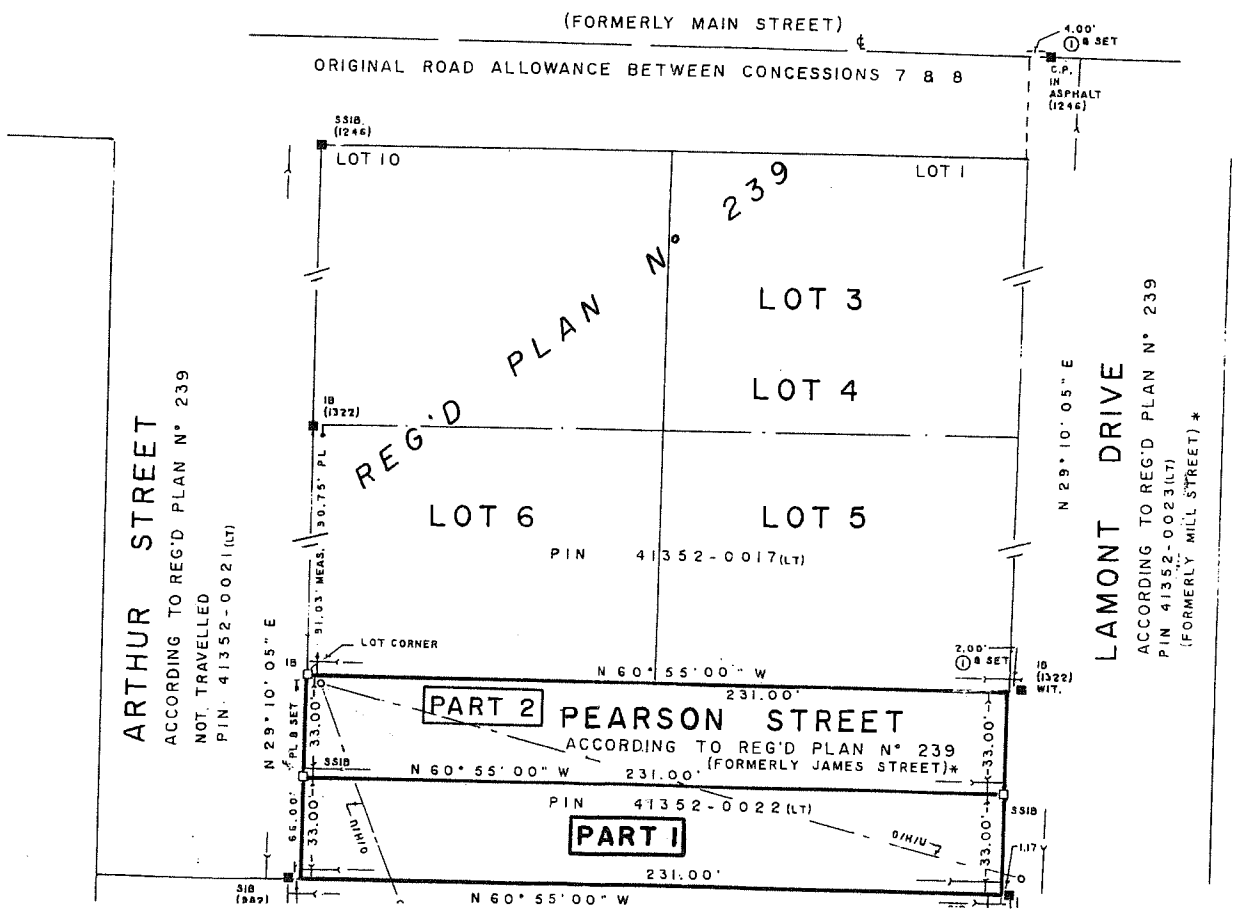 (FORMERLY MAIN STREET)
℄
4.00'
① & SET
ORIGINAL ROAD ALLOWANCE BETWEEN CONCESSIONS 7 & 8
C.P.
IN
ASPHALT
(1246)
SSIB.
(1246)
LOT 10
LOT 1
REG'D PLAN N° 239
LOT 3
LOT 4
IB
(1322)
LOT 6
LOT 5
PIN 41352-0017(LT)
91.03' MEAS. 90.75' PL
ARTHUR STREET
ACCORDING TO REG'D PLAN N° 239
NOT TRAVELLED
PIN 41352-0021(LT)
N 29° 10' 05" E
N 29° 10' 05" E
LAMONT DRIVE
ACCORDING TO REG'D PLAN N° 239
PIN 41352-0023(LT)
(FORMERLY MILL STREET)*
LOT CORNER
IB
N 60° 55' 00" W
231.00'
2.00'
① & SET
IB
(1322)
WIT.
PART 2
PEARSON STREET
ACCORDING TO REG'D PLAN N° 239
(FORMERLY JAMES STREET)*
33.00'
PL & SET
66.00'
33.00'
SSIB
N 60° 55' 00" W
231.00'
PIN 41352-0022(LT)
SSIB
PART 1
O/H/U
O/H/U
33.00'
33.00'
1.17
231.00'
N 60° 55' 00" W
SIB